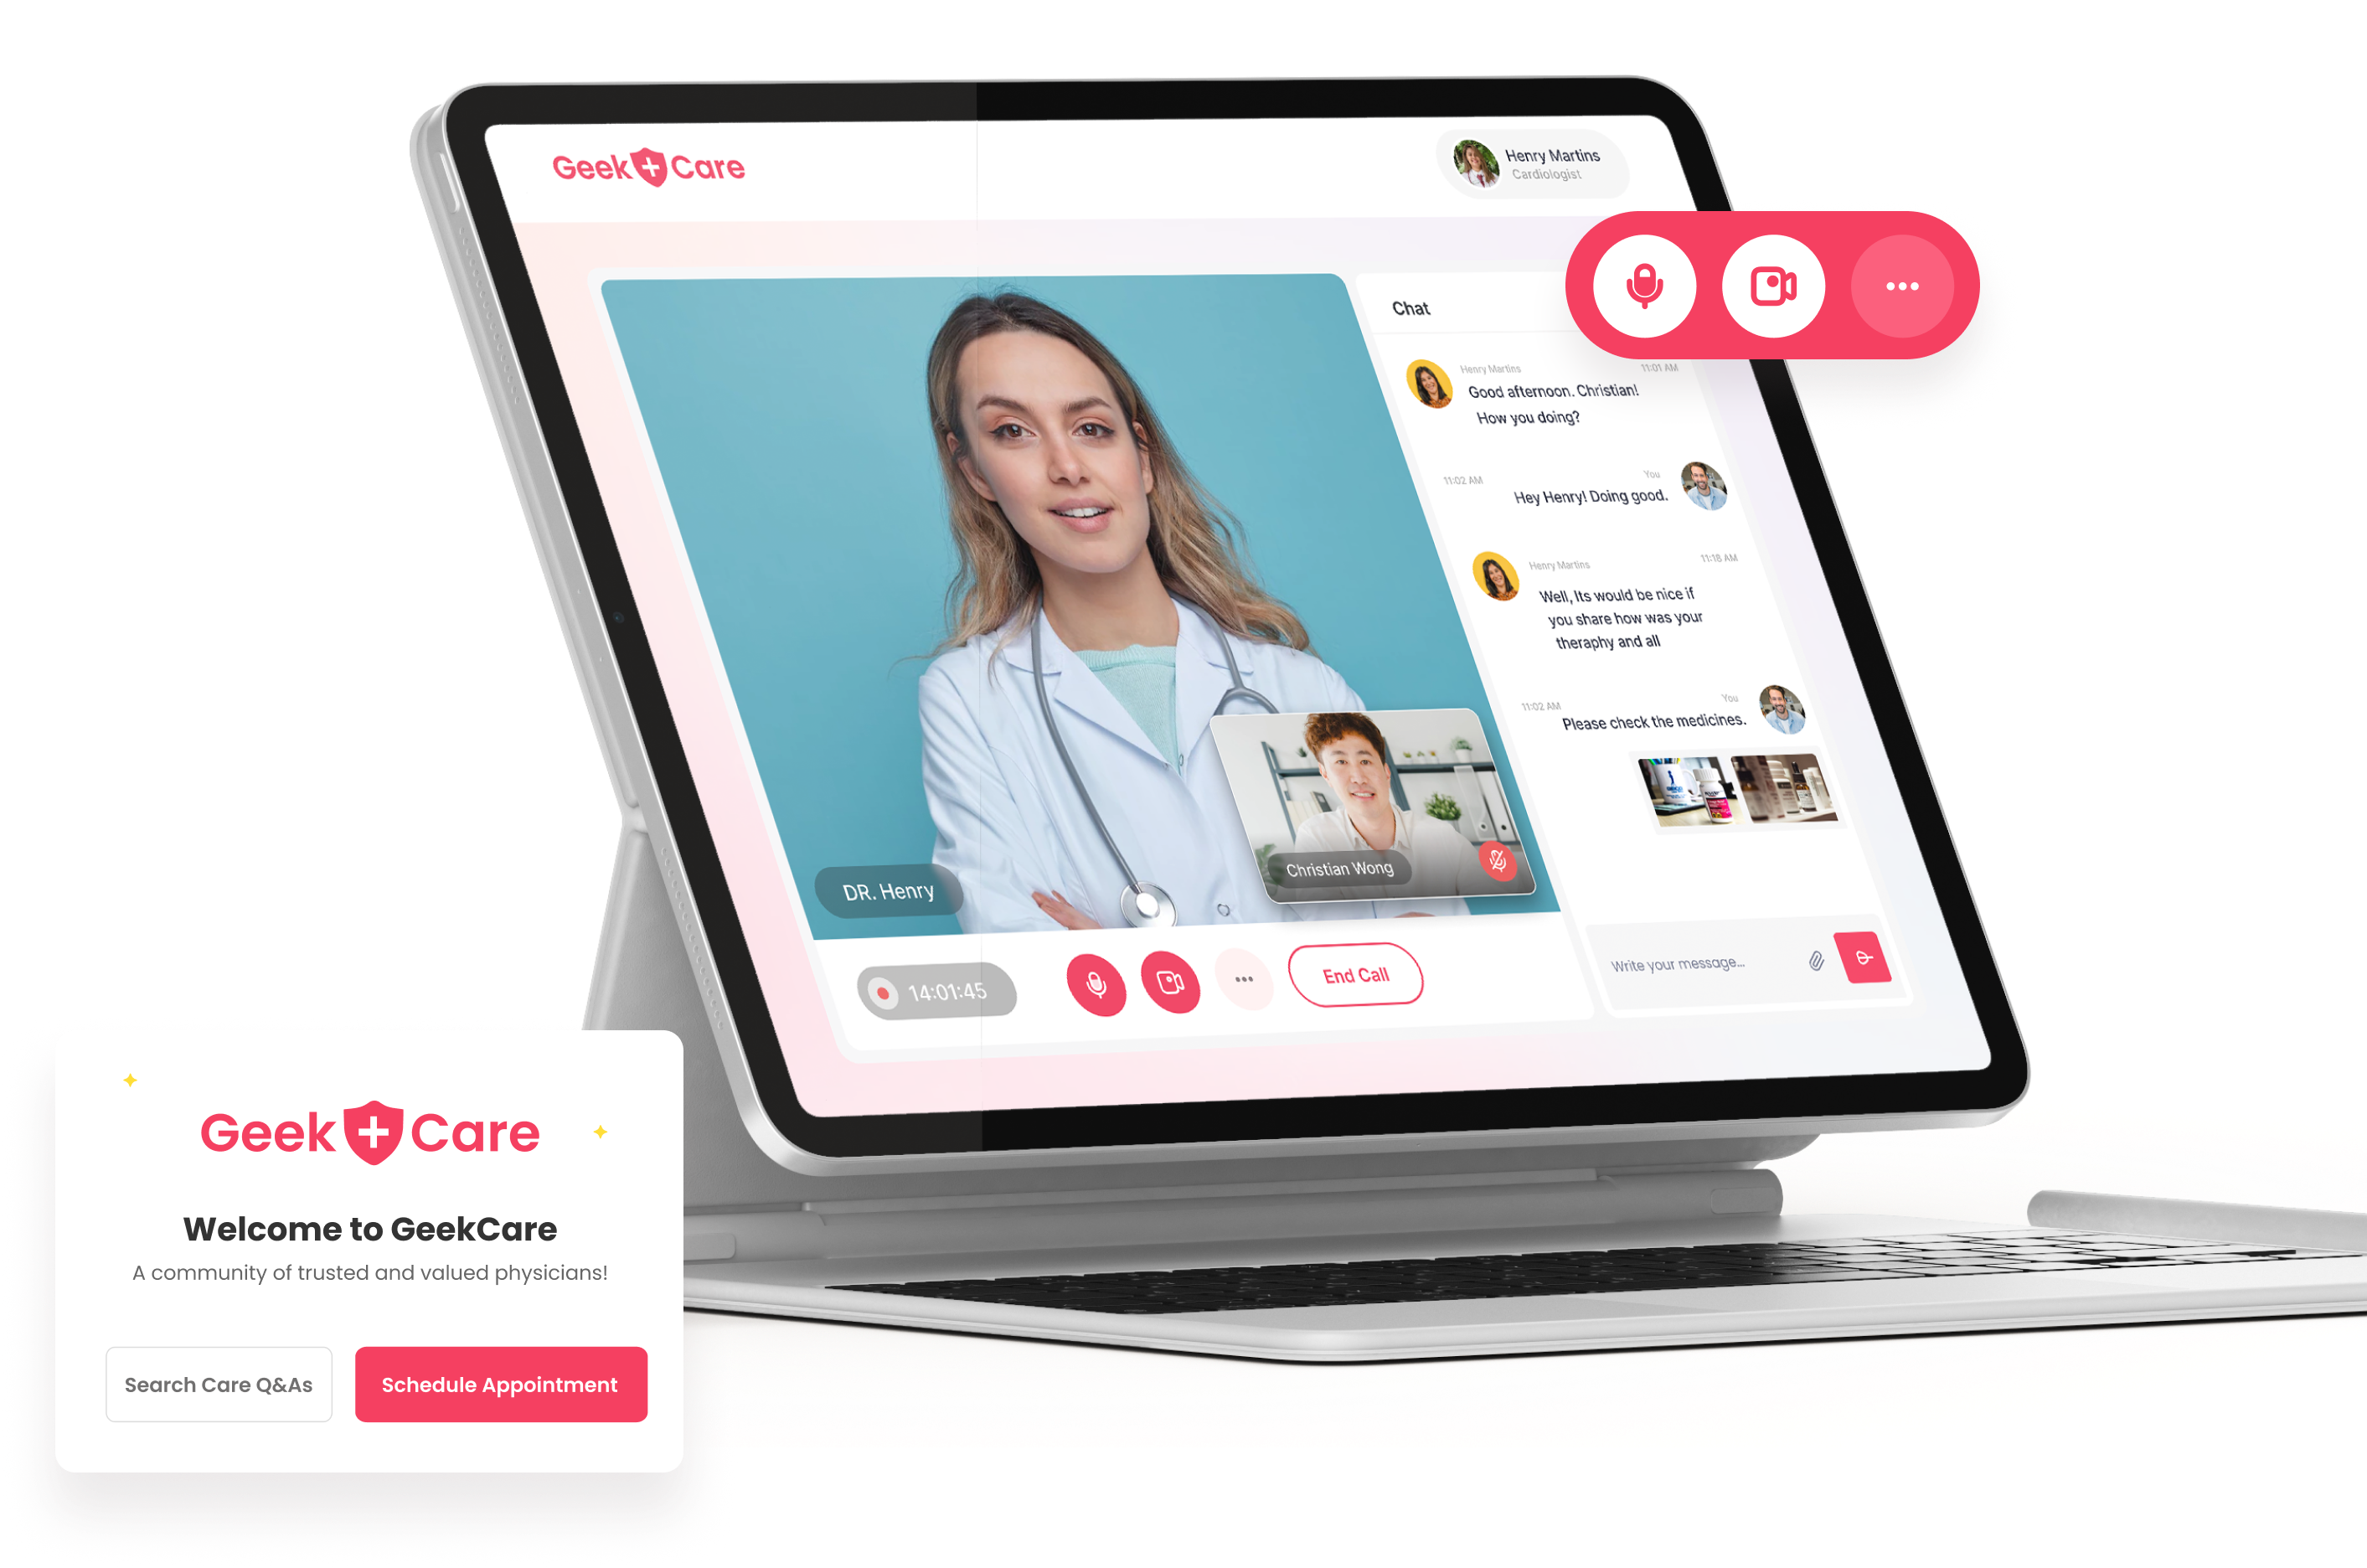 Geek Care
Henry Martins
Cardiologist
Chat
Henry Martins
11:01 AM
Good afternoon. Christian!
How you doing?
11:02 AM
You
Hey Henry! Doing good.
Henry Martins
11:18 AM
Well, Its would be nice if
you share how was your
theraphy and all
11:02 AM
You
Please check the medicines.
DR. Henry
Christian Wong
14:01:45
End Call
Write your message...
Geek Care
Welcome to GeekCare
A community of trusted and valued physicians!
Search Care Q&As
Schedule Appointment